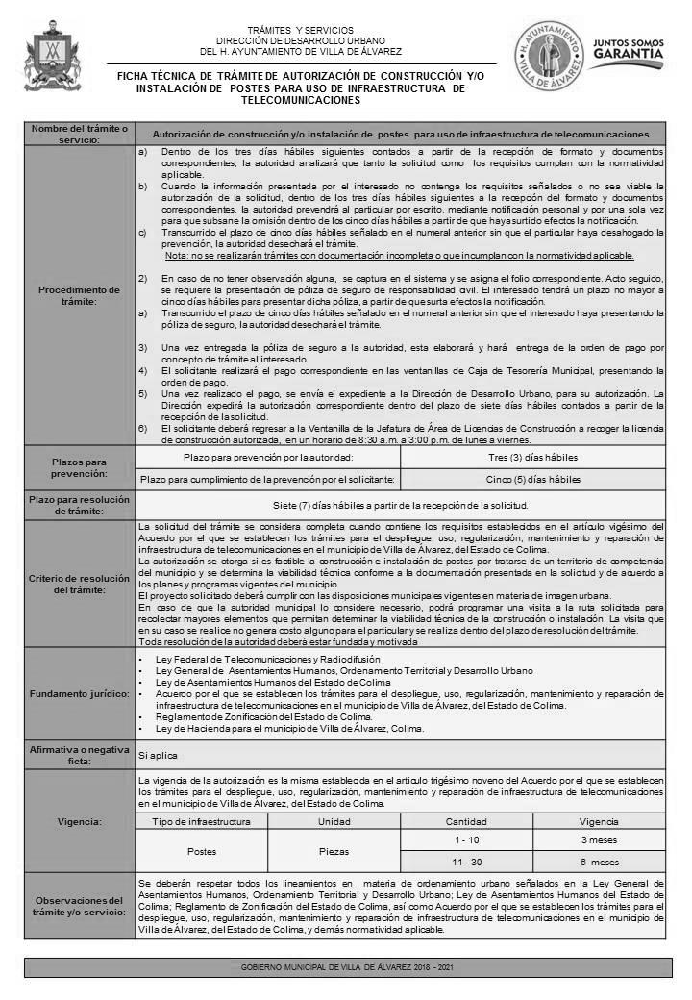 TRÁMITES Y SERVICIOS
DIRECCIÓN DE DESARROLLO URBANO
DEL H. AYUNTAMIENTO DE VILLA DE ÁLVAREZ
H. AYUNTAMIENTO
VILLA DE ÁLVAREZ
JUNTOS SOMOS
GARANTÍA
FICHA TÉCNICA DE TRÁMITE DE AUTORIZACIÓN DE CONSTRUCCIÓN Y/O
INSTALACIÓN DE POSTES PARA USO DE INFRAESTRUCTURA DE
TELECOMUNICACIONES
Nombre del trámite o
servicio:
Autorización de construcción y/o instalación de postes para uso de infraestructura de telecomunicaciones
Procedimiento de
trámite:
a) Dentro de los tres días hábiles siguientes contados a partir de la recepción de formato y documentos
correspondientes, la autoridad analizará que tanto la solicitud como los requisitos cumplan con la normatividad
aplicable.
b) Cuando la información presentada por el interesado no contenga los requisitos señalados o no sea viable la
autorización de la solicitud, dentro de los tres días hábiles siguientes a la recepción del formato y documentos
correspondientes, la autoridad prevendrá al particular por escrito, mediante notificación personal y por una sola vez
para que subsane la omisión dentro de los cinco días hábiles a partir de que haya surtido efectos la notificación.
c) Transcurrido el plazo de cinco días hábiles señalado en el numeral anterior sin que el particular haya desahogado la
prevención, la autoridad desechará el trámite.
Nota: no se realizarán trámites con documentación incompleta o que incumplan con la normatividad aplicable.
2) En caso de no tener observación alguna, se captura en el sistema y se asigna el folio correspondiente. Acto seguido,
se requiere la presentación de póliza de seguro de responsabilidad civil. El interesado tendrá un plazo no mayor a
cinco días hábiles para presentar dicha póliza, a partir de que surta efectos la notificación.
a) Transcurrido el plazo de cinco días hábiles señalado en el numeral anterior sin que el interesado haya presentando la
póliza de seguro, la autoridad desechará el trámite.
3) Una vez entregada la póliza de seguro a la autoridad, esta elaborará y hará entrega de la orden de pago por
concepto de trámite al interesado.
4) El solicitante realizará el pago correspondiente en las ventanillas de Caja de Tesorería Municipal, presentando la
orden de pago.
5) Una vez realizado el pago, se envía el expediente a la Dirección de Desarrollo Urbano, para su autorización. La
Dirección expedirá la autorización correspondiente dentro del plazo de siete días hábiles contados a partir de la
recepción de la solicitud.
6) El solicitante deberá regresar a la Ventanilla de la Jefatura de Área de Licencias de Construcción a recoger la licencia
de construcción autorizada, en un horario de 8:30 a.m. a 3:00 p.m. de lunes a viernes.
Plazos para
prevención:
Plazo para prevención por la autoridad: Tres (3) días hábiles
Plazo para cumplimiento de la prevención por el solicitante: Cinco (5) días hábiles
Plazo para resolución
de trámite:
Siete (7) días hábiles a partir de la recepción de la solicitud.
Criterio de resolución
del trámite:
La solicitud del trámite se considera completa cuando contiene los requisitos establecidos en el artículo vigésimo del
Acuerdo por el que se establecen los trámites para el despliegue, uso, regularización, mantenimiento y reparación de
infraestructura de telecomunicaciones en el municipio de Villa de Álvarez, del Estado de Colima.
La autorización se otorga si es factible la construcción e instalación de postes por tratarse de un territorio de competencia
del municipio y se determina la viabilidad técnica conforme a la documentación presentada en la solicitud y de acuerdo a
los planes y programas vigentes del municipio.
El proyecto solicitado deberá cumplir con las disposiciones municipales vigentes en materia de imagen urbana.
En caso de que la autoridad municipal lo considere necesario, podrá programar una visita a la ruta solicitada para
recolectar mayores elementos que permitan determinar la viabilidad técnica de la construcción o instalación. La visita que
en su caso se realice no genera costo alguno para el particular y se realiza dentro del plazo de resolución del trámite.
Toda resolución de la autoridad deberá estar fundada y motivada
Fundamento jurídico:
• Ley Federal de Telecomunicaciones y Radiodifusión
• Ley General de Asentamientos Humanos, Ordenamiento Territorial y Desarrollo Urbano
• Ley de Asentamientos Humanos del Estado de Colima
• Acuerdo por el que se establecen los trámites para el despliegue, uso, regularización, mantenimiento y reparación de
infraestructura de telecomunicaciones en el municipio de Villa de Álvarez, del Estado de Colima.
• Reglamento de Zonificación del Estado de Colima.
• Ley de Hacienda para el municipio de Villa de Álvarez, Colima.
Afirmativa o negativa
ficta:
Si aplica
Vigencia:
La vigencia de la autorización es la misma establecida en el articulo trigésimo noveno del Acuerdo por el que se establecen
los trámites para el despliegue, uso, regularización, mantenimiento y reparación de infraestructura de telecomunicaciones
en el municipio de Villa de Álvarez, del Estado de Colima.
Tipo de infraestructura Unidad Cantidad Vigencia
Postes Piezas
1 - 10 3 meses
11 - 30 6 meses
Observaciones del
trámite y/o servicio:
Se deberán respetar todos los lineamientos en materia de ordenamiento urbano señalados en la Ley General de
Asentamientos Humanos, Ordenamiento Territorial y Desarrollo Urbano; Ley de Asentamientos Humanos del Estado de
Colima; Reglamento de Zonificación del Estado de Colima, así como Acuerdo por el que se establecen los trámites para el
despliegue, uso, regularización, mantenimiento y reparación de infraestructura de telecomunicaciones en el municipio de
Villa de Álvarez, del Estado de Colima, y demás normatividad aplicable.
GOBIERNO MUNICIPAL DE VILLA DE ÁLVAREZ 2018 - 2021